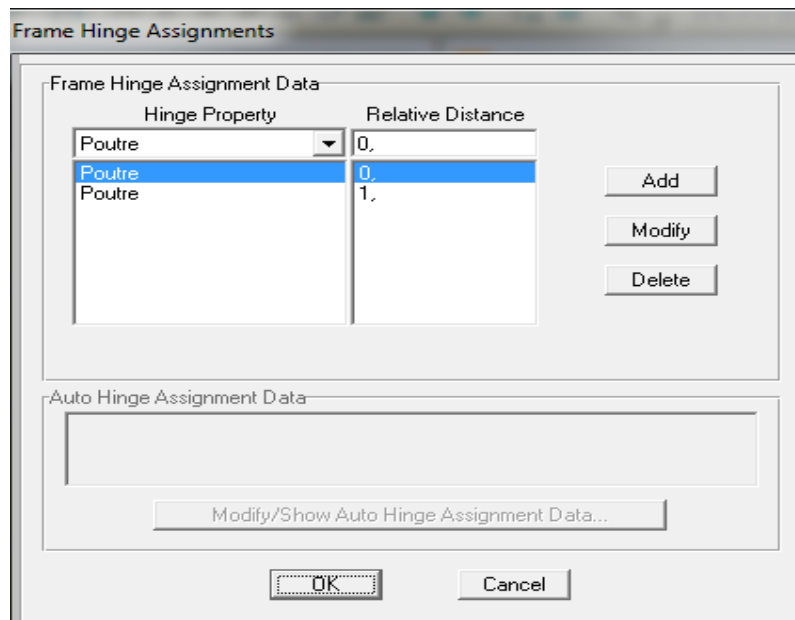 Frame Hinge Assignments
Frame Hinge Assignment Data
Hinge Property Relative Distance
Poutre 0,
Poutre 0,
Poutre 1,
Add
Modify
Delete
Auto Hinge Assignment Data
Modify/Show Auto Hinge Assignment Data...
OK Cancel